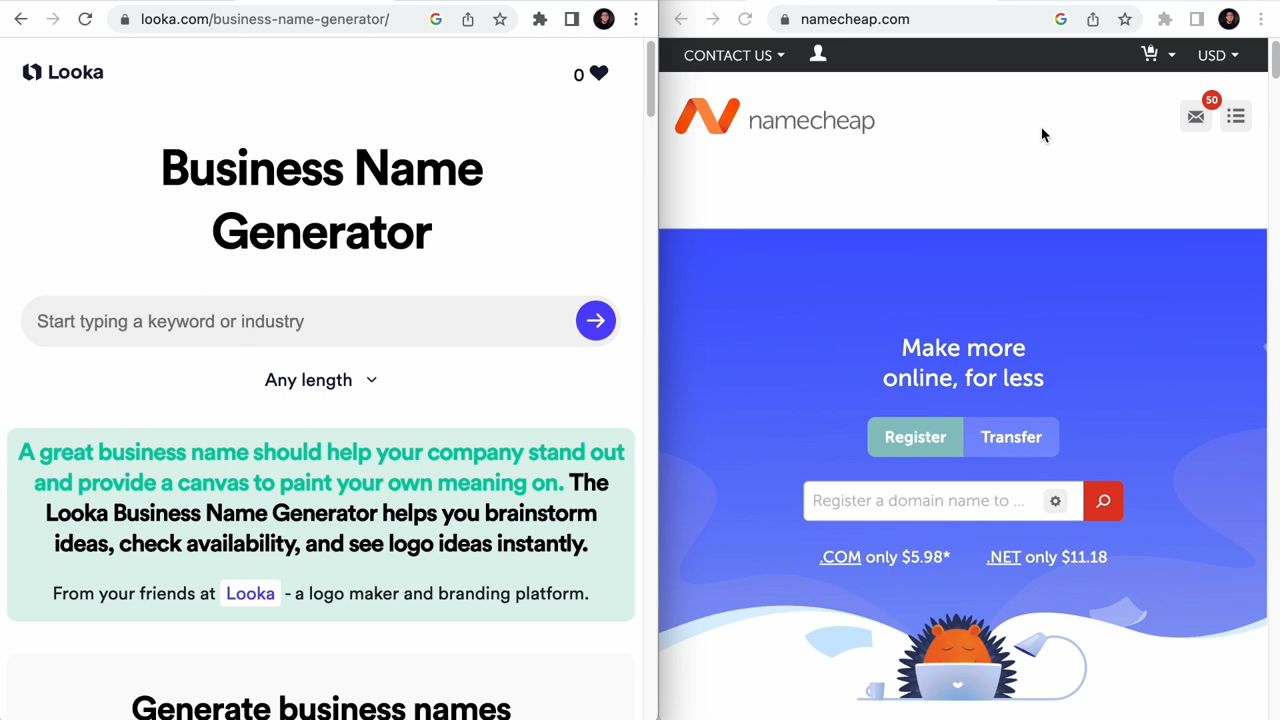 looka.com/business-name-generator/
Looka
0
Business Name
Generator
Start typing a keyword or industry
Any length
A great business name should help your company stand out
and provide a canvas to paint your own meaning on. The
Looka Business Name Generator helps you brainstorm
ideas, check availability, and see logo ideas instantly.
From your friends at Looka - a logo maker and branding platform.
Generate business names
namecheap.com
CONTACT US
USD
namecheap
50
Make more
online, for less
Register
Transfer
Register a domain name to ...
.COM only $5.98*
.NET only $11.18